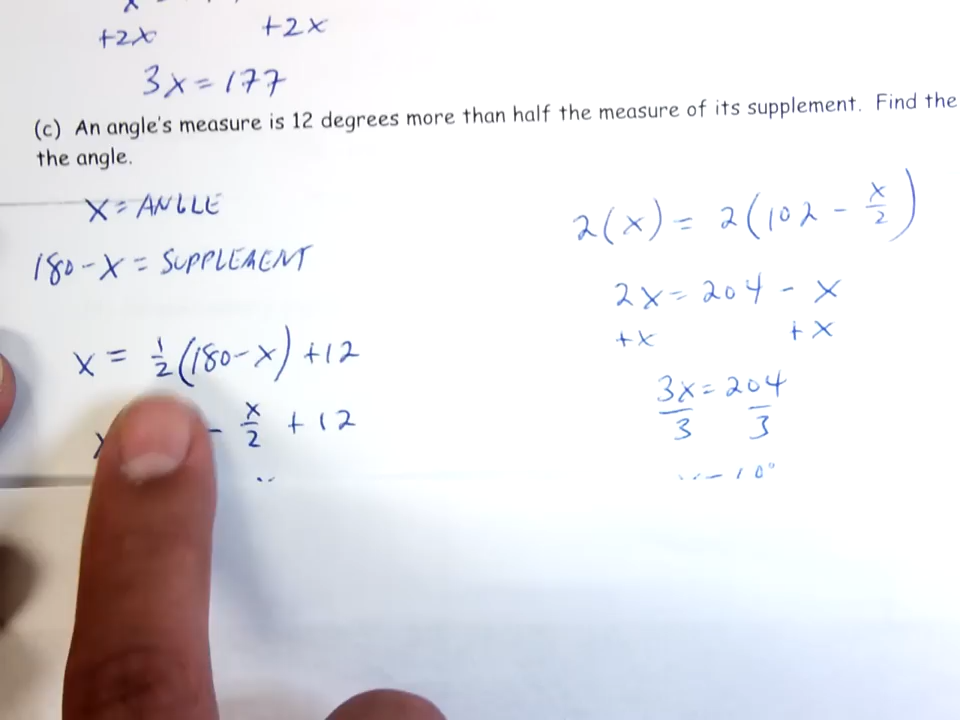 +2x +2x
3x = 177
(c) An angle's measure is 12 degrees more than half the measure of its supplement. Find the
the angle.
x = ANGLE
180 - x = SUPPLEMENT
x = 1/2 (180 - x) + 12
- x/2 + 12
2(x) = 2(102 - x/2)
2x = 204 - x
+x +x
3x = 204
3 3